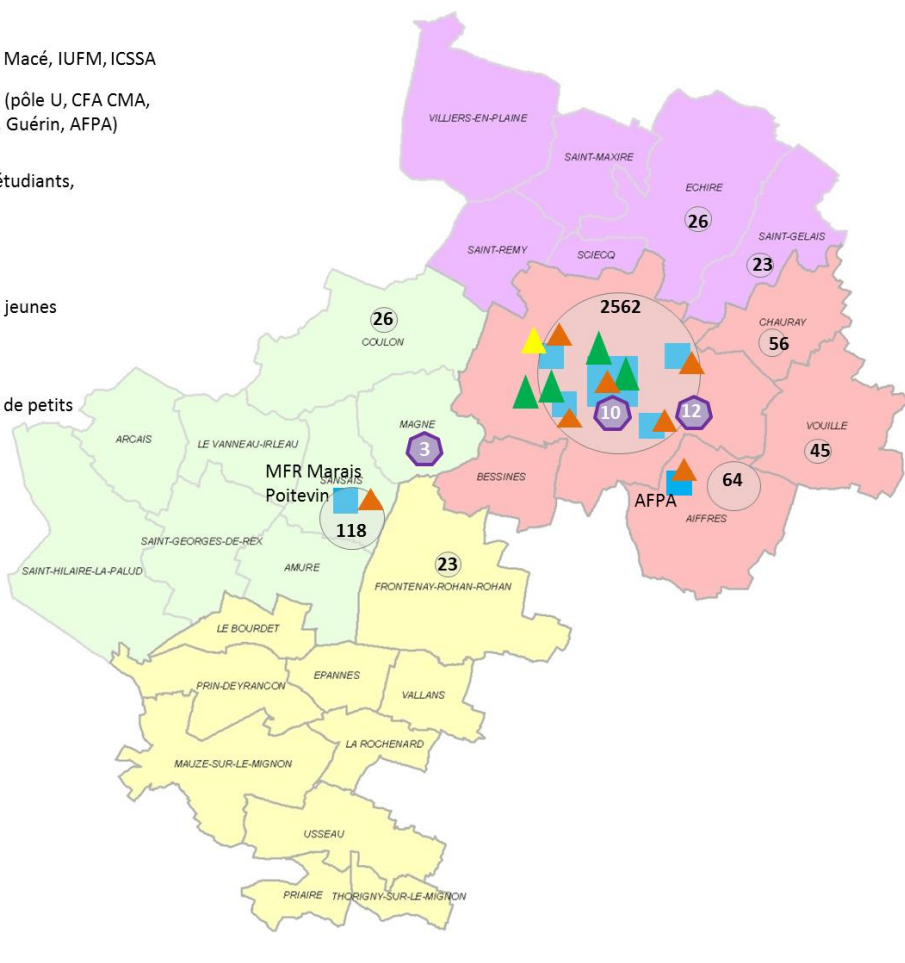 Macé, IUFM, ICSSA
(pôle U, CFA CMA,
Guérin, AFPA)
étudiants,
jeunes
de petits
VILLIERS-EN-PLAINE
SAINT-MAXIRE
ECHIRE
26
SAINT-REMY
SCIECQ
SAINT-GELAIS
23
2562
26
COULON
CHAURAY
56
10
12
MAGNE
3
VOUILLE
45
ARCAIS
LE VANNEAU-IRLEAU
BESSINES
MFR Marais
Poitevin
SANSAIS
118
AFPA
64
AIFFRES
SAINT-GEORGES-DE-REX
SAINT-HILAIRE-LA-PALUD
AMURE
23
FRONTENAY-ROHAN-ROHAN
LE BOURDET
PRIN-DEYRANCON
EPANNES
VALLANS
LA ROCHENARD
MAUZE-SUR-LE-MIGNON
USSEAU
PRIAIRE
THORIGNY-SUR-LE-MIGNON